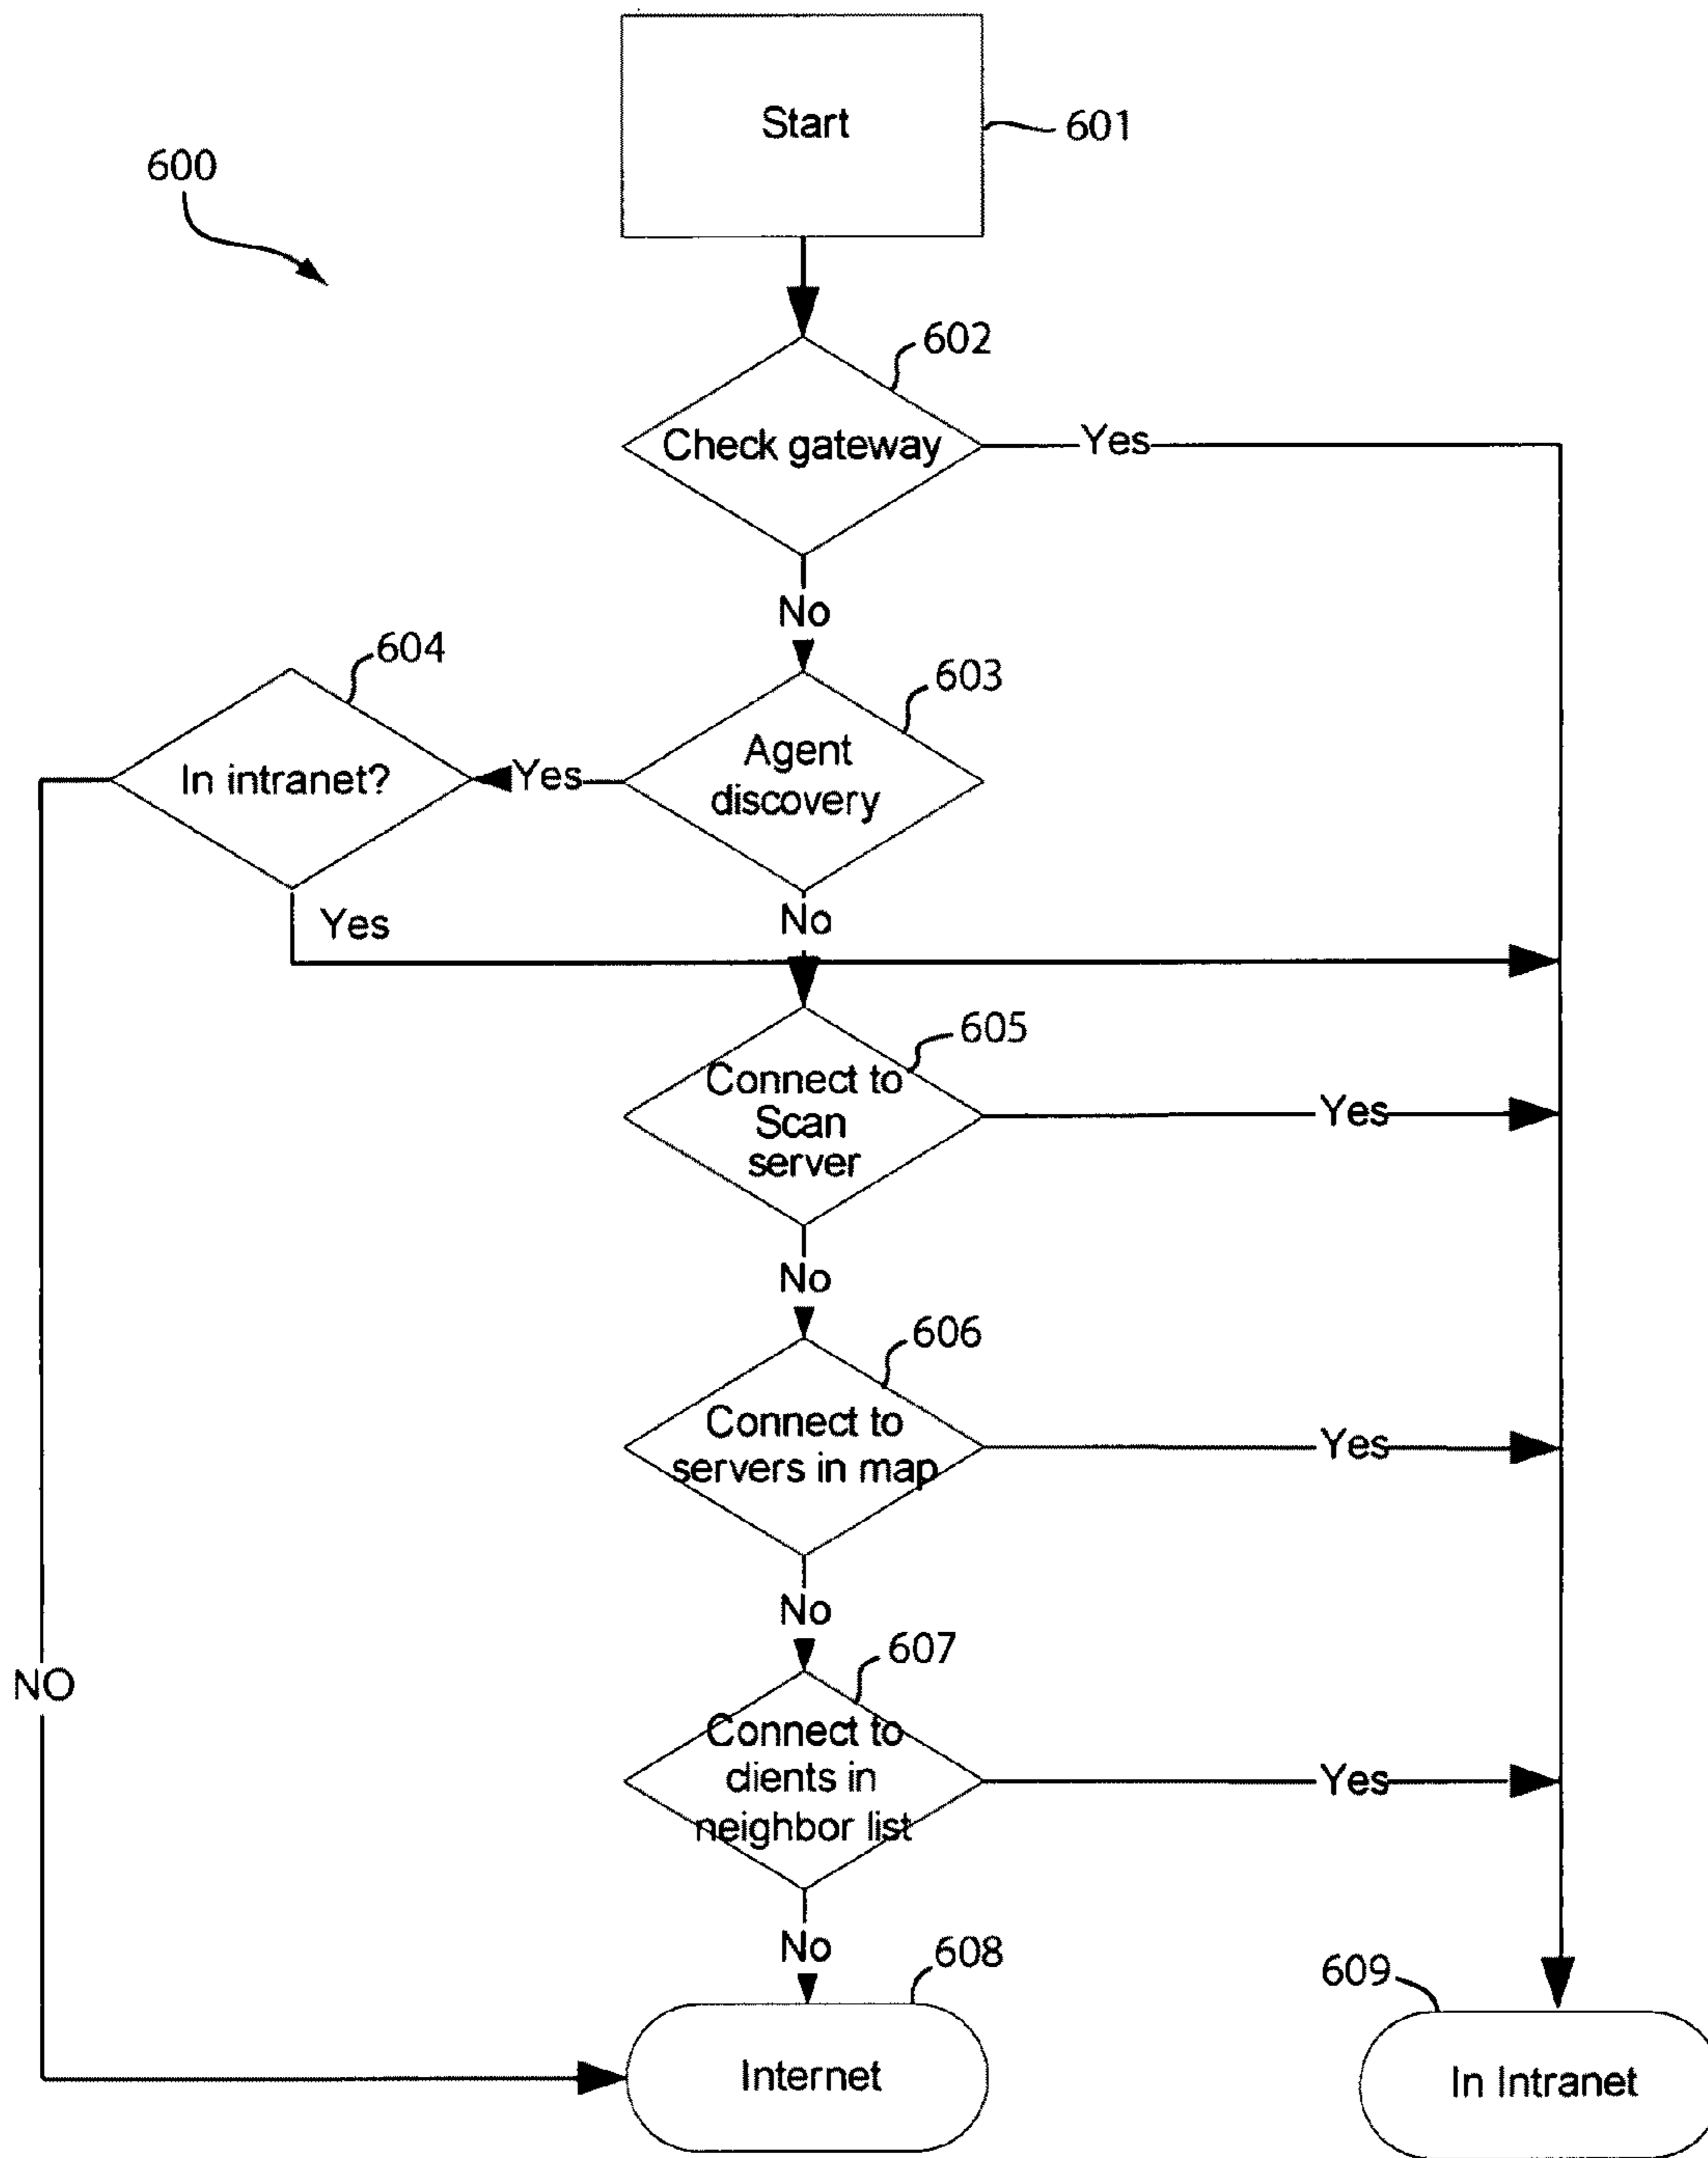 Start
601
600
602
Check gateway
Yes
No
604
603
In intranet?
Yes
Agent
discovery
Yes
No
605
Connect to
Scan
server
Yes
No
606
Connect to
servers in map
Yes
No
607
NO
Connect to
clients in
neighbor list
Yes
No
608
609
Internet
In Intranet